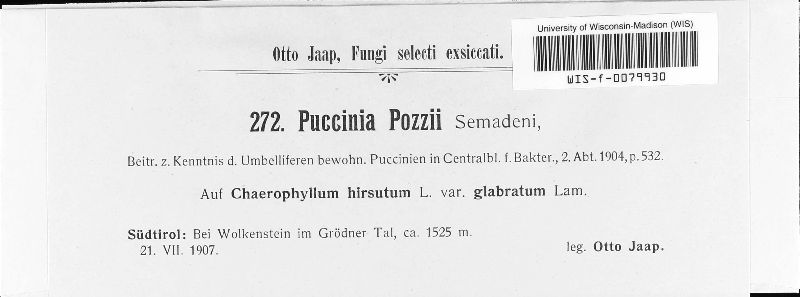 University of Wisconsin-Madison (WIS)
WIS-f-0079930
Otto Jaap, Fungi selecti exsiccati.
272. Puccinia Pozzii Semadeni,
Beitr. z. Kenntnis d. Umbelliferen bewohn. Puccinien in Centralbl. f. Bakter., 2. Abt. 1904, p. 532.
Auf Chaerophyllum hirsutum L. var. glabratum Lam.
Südtirol: Bei Wolkenstein im Grödner Tal, ca. 1525 m.
21. VII. 1907.
leg. Otto Jaap.